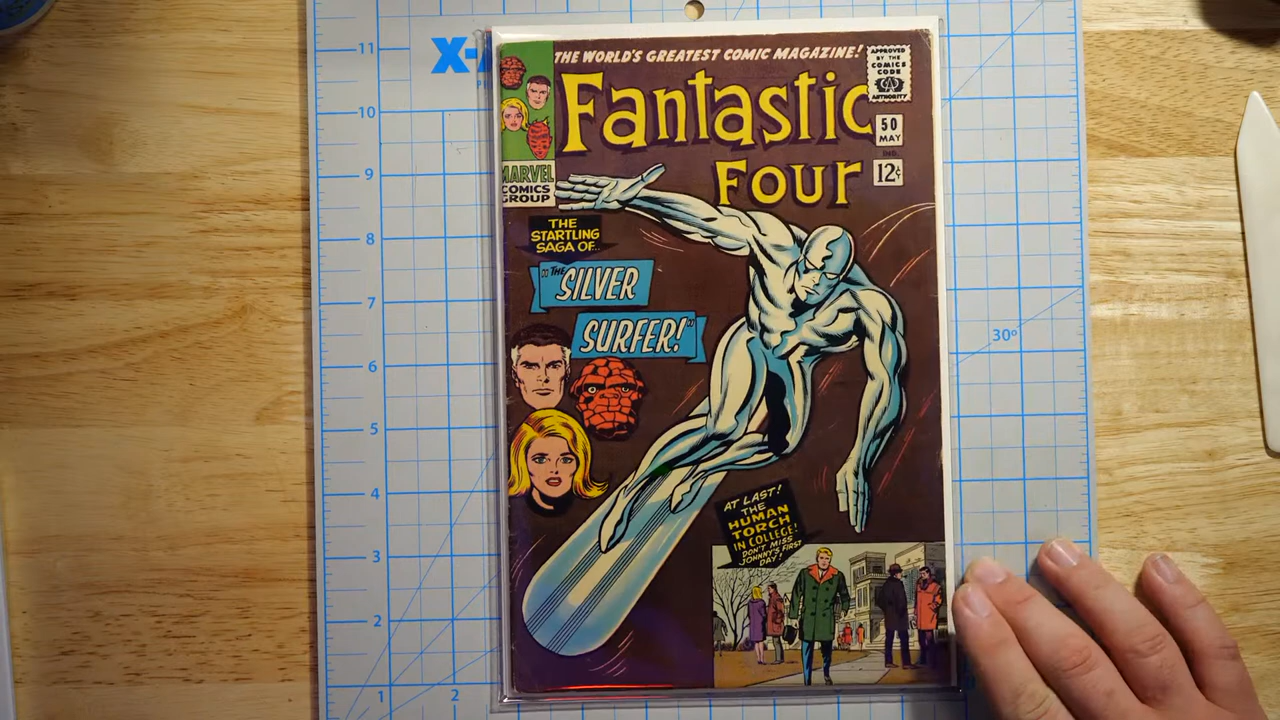 11
10
9
8
7
6
5
4
3
2
1
2
30°
X-
THE WORLD'S GREATEST COMIC MAGAZINE!
Fantastic
Four
APPROVED
BY THE
COMICS
CODE
CA
AUTHORITY
50
MAY
IND.
12¢
MARVEL
COMICS
GROUP
THE
STARTLING
SAGA OF...
"THE
SILVER
SURFER!"
AT LAST!
THE
HUMAN
TORCH
IN COLLEGE!
DON'T MISS
JOHNNY'S FIRST
DAY!